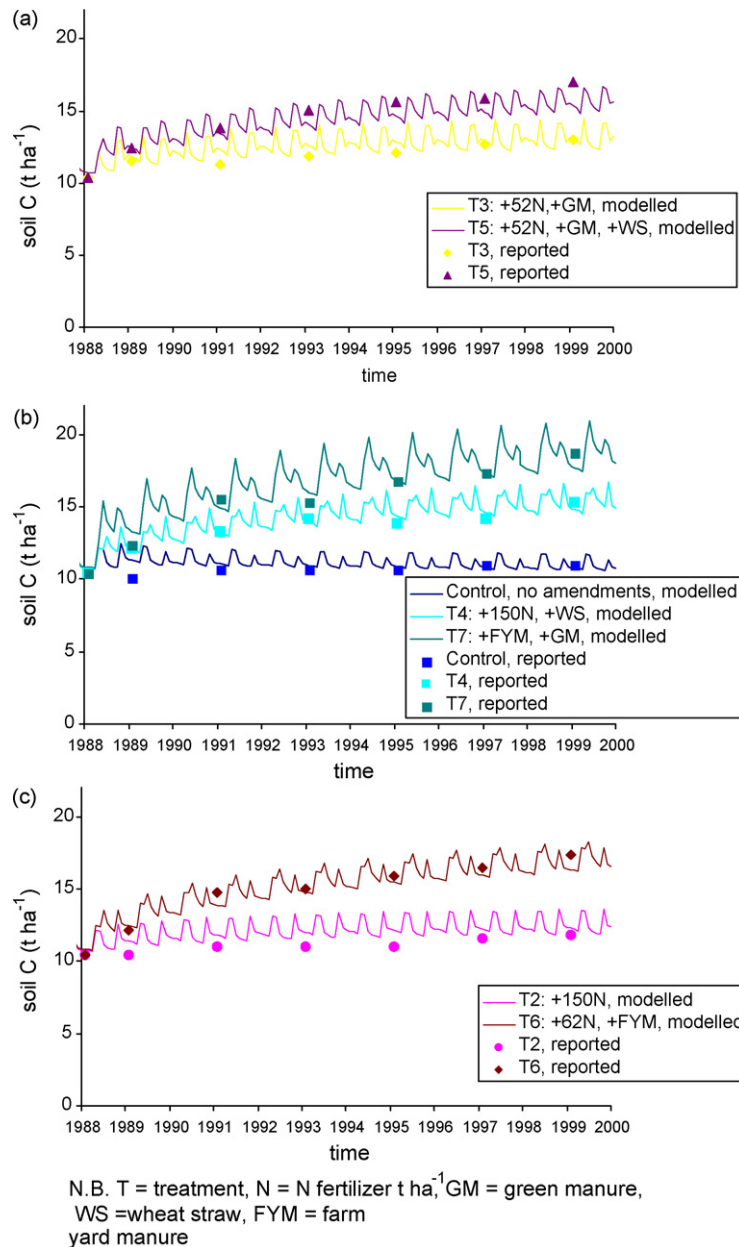 (a)
20
15
10
5
0
soil C (t ha-1)
T3: +52N,+GM, modelled
T5: +52N, +GM, +WS, modelled
T3, reported
T5, reported
1988 1989 1990 1991 1992 1993 1994 1995 1996 1997 1998 1999 2000
time
(b)
20
15
10
5
0
soil C (t ha-1)
Control, no amendments, modelled
T4: +150N, +WS, modelled
T7: +FYM, +GM, modelled
Control, reported
T4, reported
T7, reported
1988 1989 1990 1991 1992 1993 1994 1995 1996 1997 1998 1999 2000
time
(c)
20
15
10
5
0
soil C (t ha-1)
T2: +150N, modelled
T6: +62N, +FYM, modelled
T2, reported
T6, reported
1988 1989 1990 1991 1992 1993 1994 1995 1996 1997 1998 1999 2000
time
N.B. T = treatment, N = N fertilizer t ha,-1 GM = green manure,
WS =wheat straw, FYM = farm
yard manure